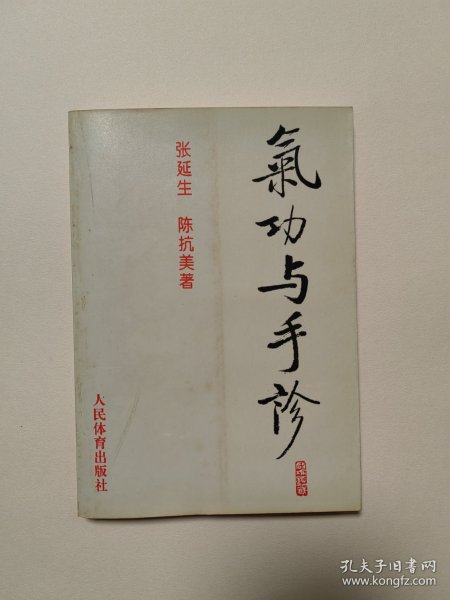 氣功与手診
张延生 陈抗美著
人民体育出版社
孔夫子旧书网
www.kongfz.com